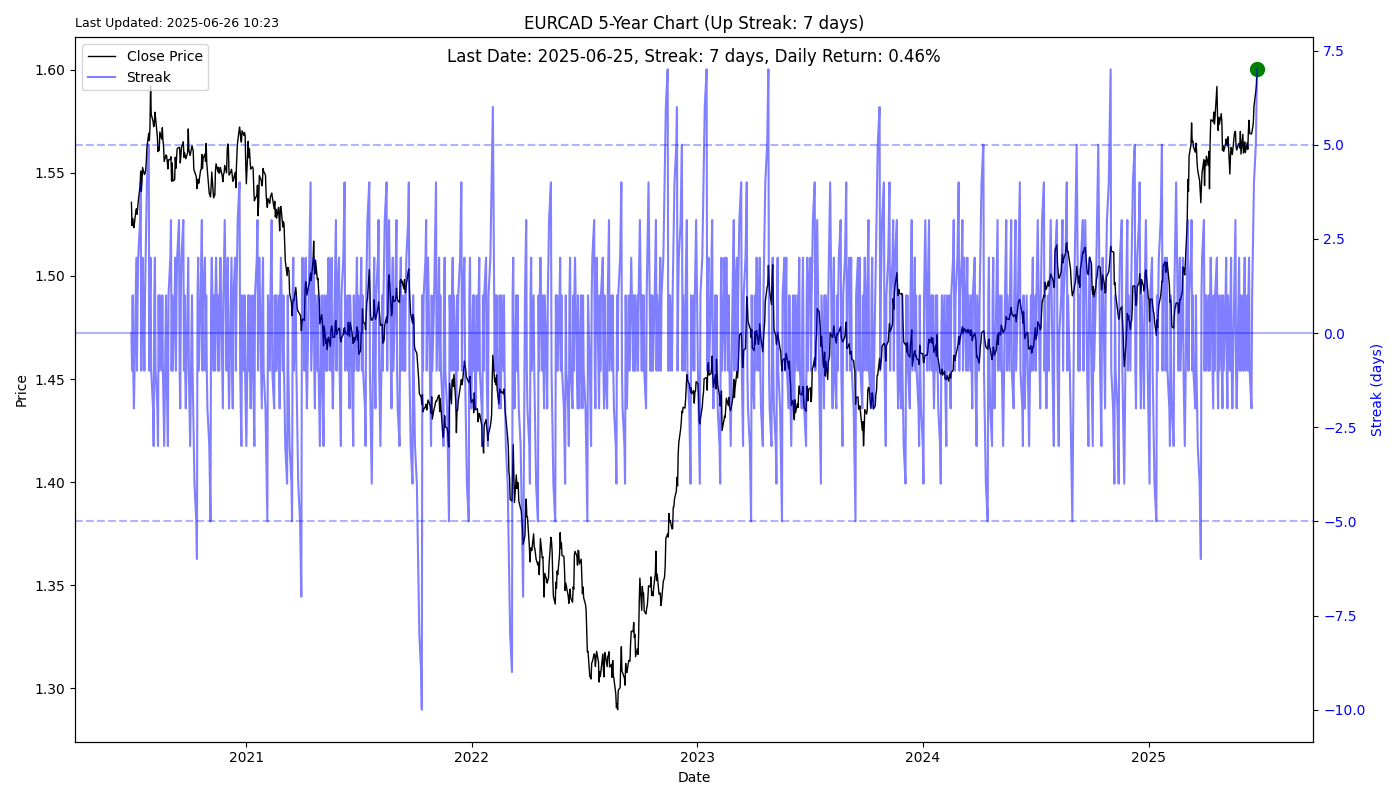 Last Updated: 2025-06-26 10:23
EURCAD 5-Year Chart (Up Streak: 7 days)
Last Date: 2025-06-25, Streak: 7 days, Daily Return: 0.46%
Close Price
Streak
Price
1.60
1.55
1.50
1.45
1.40
1.35
1.30
7.5
5.0
2.5
0.0
−2.5
−5.0
−7.5
−10.0
Streak (days)
2021
2022
2023
2024
2025
Date